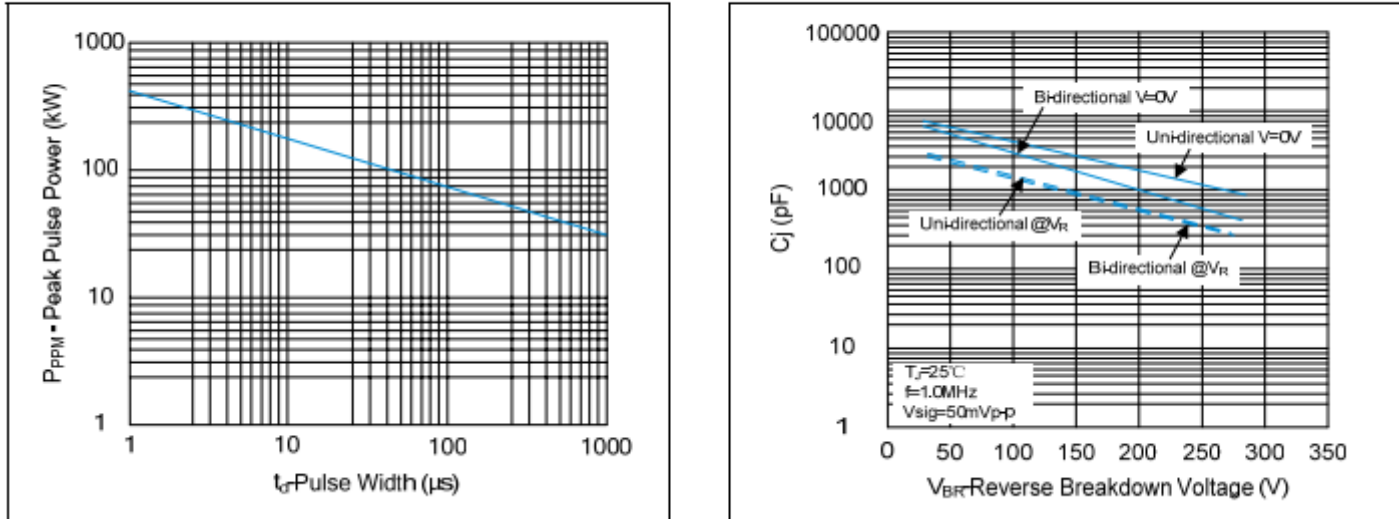 1000
100
10
1
1
10
100
1000
PPPM - Peak Pulse Power (kW)
td-Pulse Width (μs)
100000
10000
1000
100
10
1
0
50
100
150
200
250
300
350
Cj (pF)
Bi-directional V=0V
Uni-directional V=0V
Uni-directional @VR
Bi-directional @VR
TJ=25℃
f=1.0MHz
Vsig=50mVp-p
VBR-Reverse Breakdown Voltage (V)